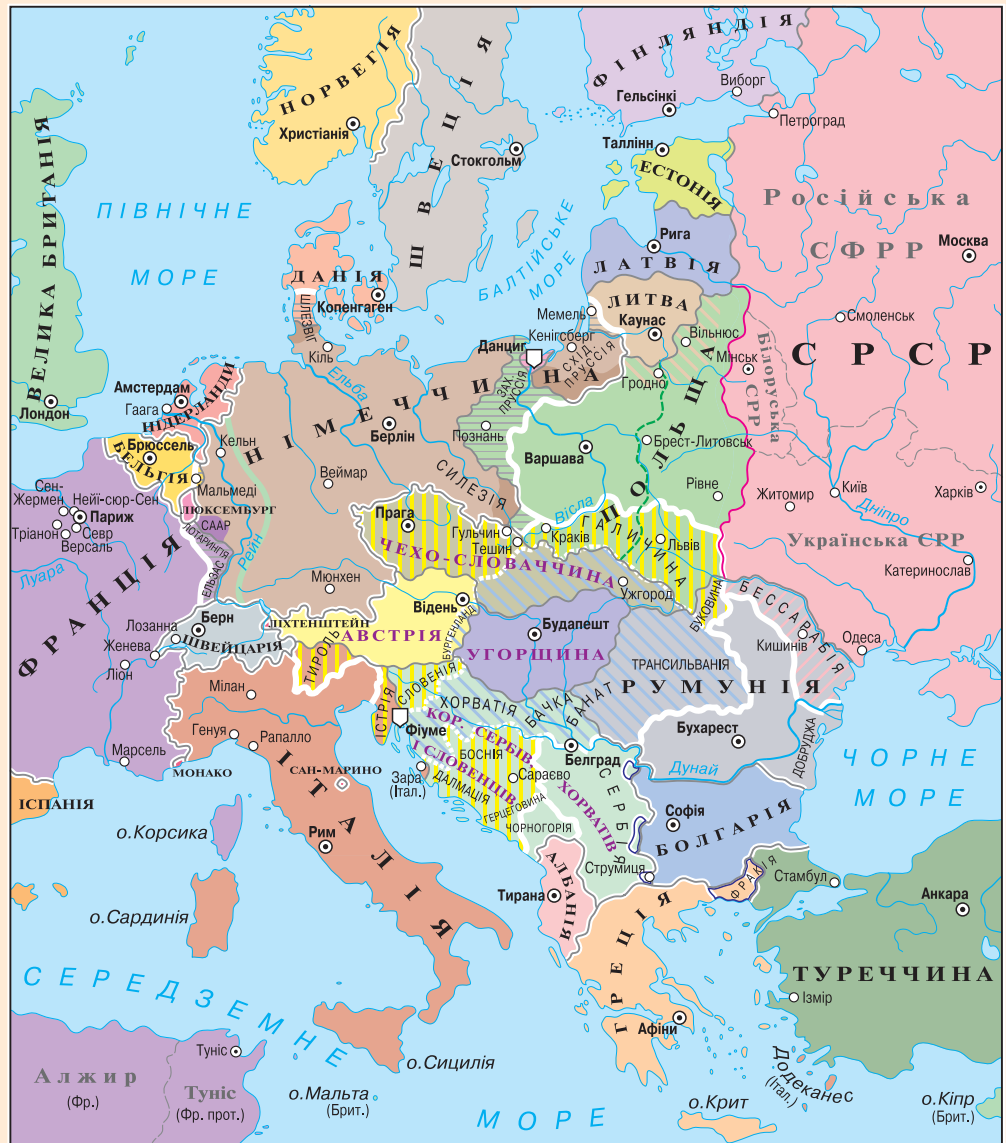 НОРВЕГІЯ
Христіанія
ШВЕЦІЯ
Стокгольм
ФІНЛЯНДІЯ
Гельсінкі
Виборг
Петроград
Таллінн
ЕСТОНІЯ
ВЕЛИКА БРИТАНІЯ
Лондон
ПІВНІЧНЕ
МОРЕ
БАЛТІЙСЬКЕ
МОРЕ
Рига
ЛАТВІЯ
Російська
СФРР
Москва
ДАНІЯ
Копенгаген
ШЛЕЗВІГ
Кіль
ЛИТВА
Мемель
Каунас
Кенігсберг
СХІД.
ПРУССІЯ
Данциг
ЗАХ.
ПРУССІЯ
Вільнюс
Мінськ
Гродно
Смоленськ
СРСР
Білоруська
СРР
Амстердам
Гаага
НІДЕРЛАНДИ
Ельба
НІМЕЧЧИНА
Берлін
Познань
ПОЛЬЩА
Варшава
Брест-Литовськ
Брюссель
БЕЛЬГІЯ
Кельн
Мальмеді
Веймар
СИЛЕЗІЯ
Вісла
Рівне
Житомир
Київ
Харків
Дніпро
ЛЮКСЕМБУРГ
СААР
ЛОТАРИНГІЯ
ЕЛЬЗАС
Рейн
Сен-
Жермен
Нейї-сюр-Сен
Париж
Тріанон
Севр
Версаль
Луара
ФРАНЦІЯ
Прага
Гульчин
Тешин
Краків
ГАЛИЧИНА
Львів
ЧЕХО-СЛОВАЧЧИНА
Ужгород
Українська СРР
Катеринослав
Мюнхен
Відень
БУРГЕНЛАНД
БУКОВИНА
БЕССАРАБІЯ
Кишинів
Одеса
Берн
Лозанна
Женева
ШВЕЙЦАРІЯ
ЛІХТЕНШТЕЙН
АВСТРІЯ
ТИРОЛЬ
Будапешт
УГОРЩИНА
ТРАНСИЛЬВАНІЯ
РУМУНІЯ
Бухарест
ДОБРУДЖА
Дунай
Ліон
Марсель
МОНАКО
Мілан
Генуя
Рапалло
САН-МАРИНО
ІТАЛІЯ
Рим
ІСТРІЯ
СЛОВЕНІЯ
Фіуме
ХОРВАТІЯ
БАЧКА
БАНАТ
КОР. СЕРБІВ,
ХОРВАТІВ
І СЛОВЕНЦІВ
БОСНІЯ
Сараєво
Зара
(Італ.)
ДАЛМАЦІЯ
ГЕРЦЕГОВИНА
ЧОРНОГОРІЯ
Белград
СЕРБІЯ
Софія
БОЛГАРІЯ
Струмиця
ЧОРНЕ
МОРЕ
ІСПАНІЯ
о.Корсика
о.Сардинія
Тирана
АЛБАНІЯ
ГРЕЦІЯ
Афіни
ФРАКІЯ
Стамбул
Анкара
ТУРЕЧЧИНА
Ізмір
СЕРЕДЗЕМНЕ
МОРЕ
Алжир
(Фр.)
Туніс
Туніс
(Фр. прот.)
о.Сицилія
о.Мальта
(Брит.)
о.Крит
Додеканес
(Італ.)
о.Кіпр
(Брит.)